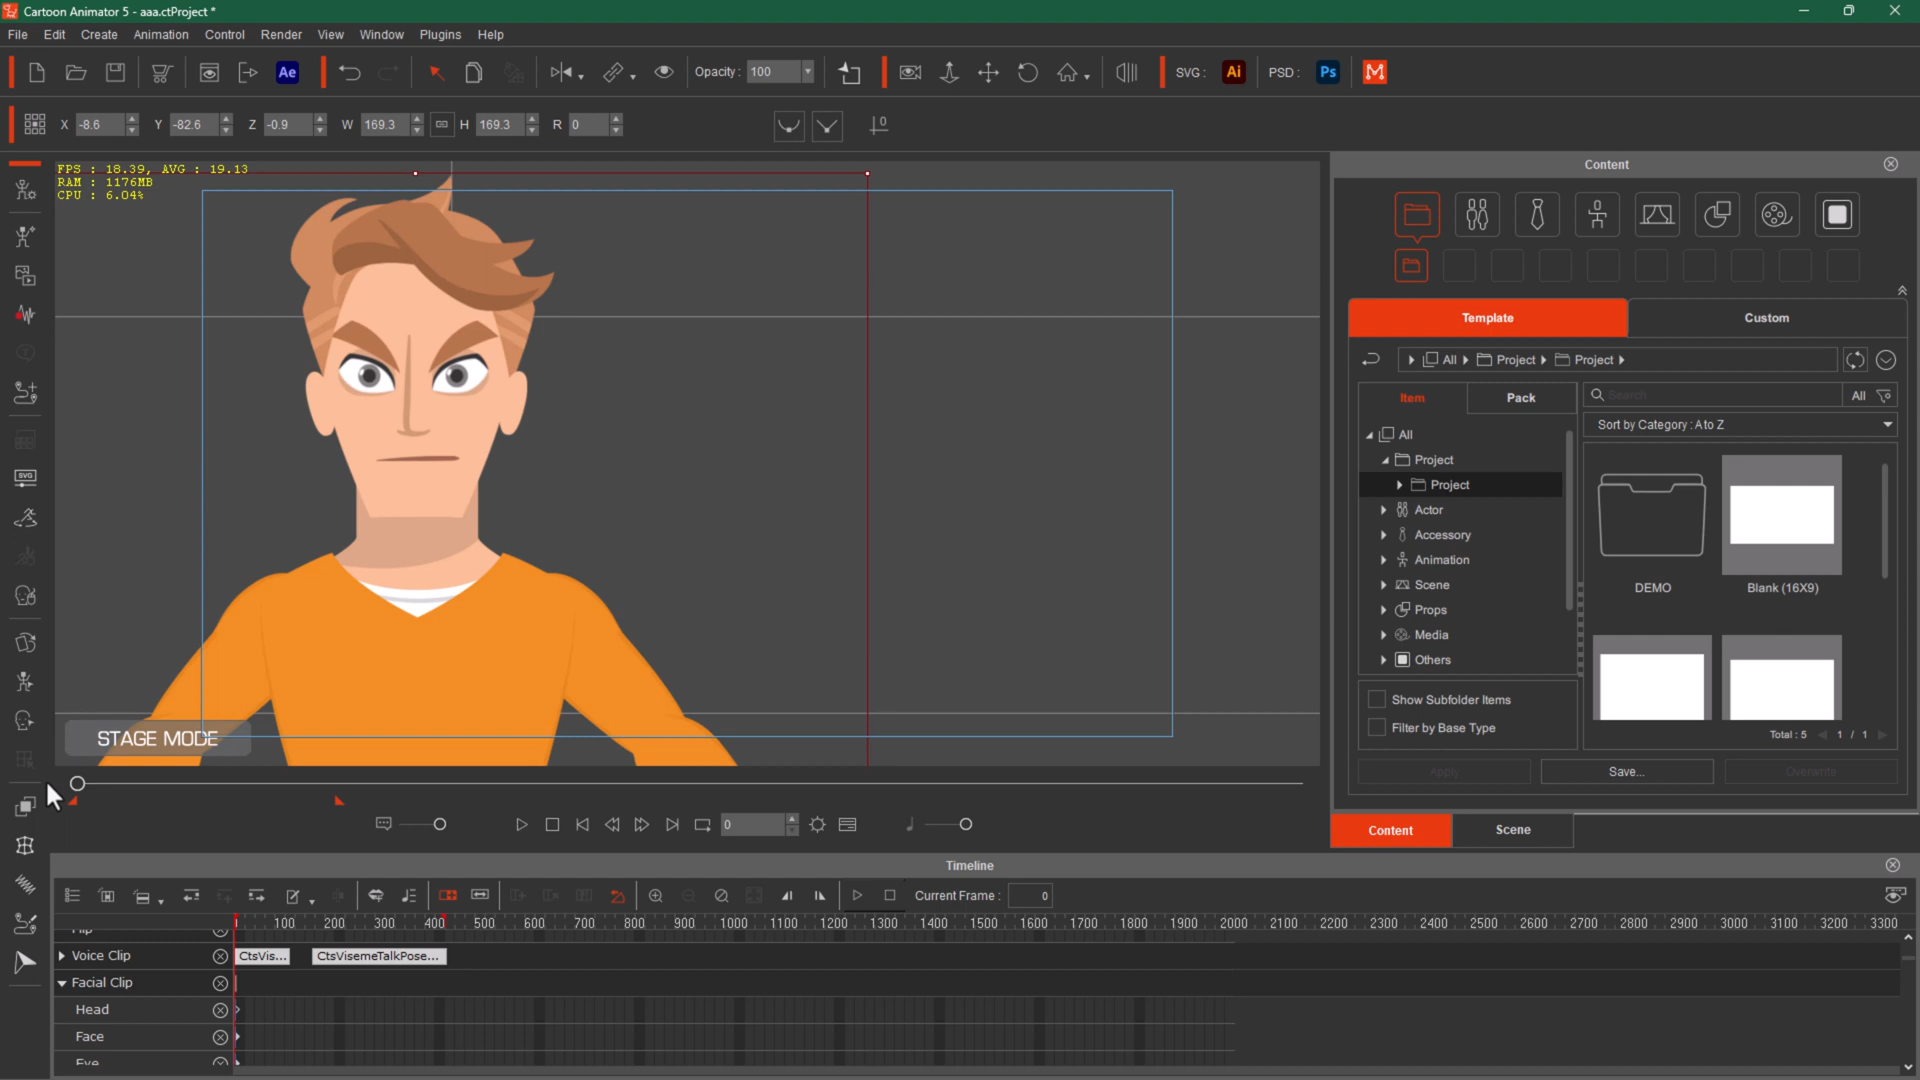 Cartoon Animator 5 - aaa.ctProject *
File Edit Create Animation Control Render View Window Plugins Help
Ae Opacity : 100 SVG : Ai PSD : Ps
X -8.6 Y -82.6 Z -0.9 W 169.3 H 169.3 R 0 0
FPS : 18.39, AVG : 19.13
RAM : 1176MB
CPU : 6.04%
STAGE MODE
0
Content
Template Custom
All Project Project
Item Pack
Search All
Sort by Category : A to Z
All
Project
Project
Actor
Accessory
Animation
Scene
Props
Media
Others
DEMO Blank (16X9)
Show Subfolder Items
Filter by Base Type
Total : 5 1 / 1
Apply Save... Overwrite
Content Scene
SVG
Timeline
Current Frame : 0
100 200 300 400 500 600 700 800 900 1000 1100 1200 1300 1400 1500 1600 1700 1800 1900 2000 2100 2200 2300 2400 2500 2600 2700 2800 2900 3000 3100 3200 3300
Voice Clip CtsVis... CtsVisemeTalkPose...
Facial Clip
Head
Face
Eye